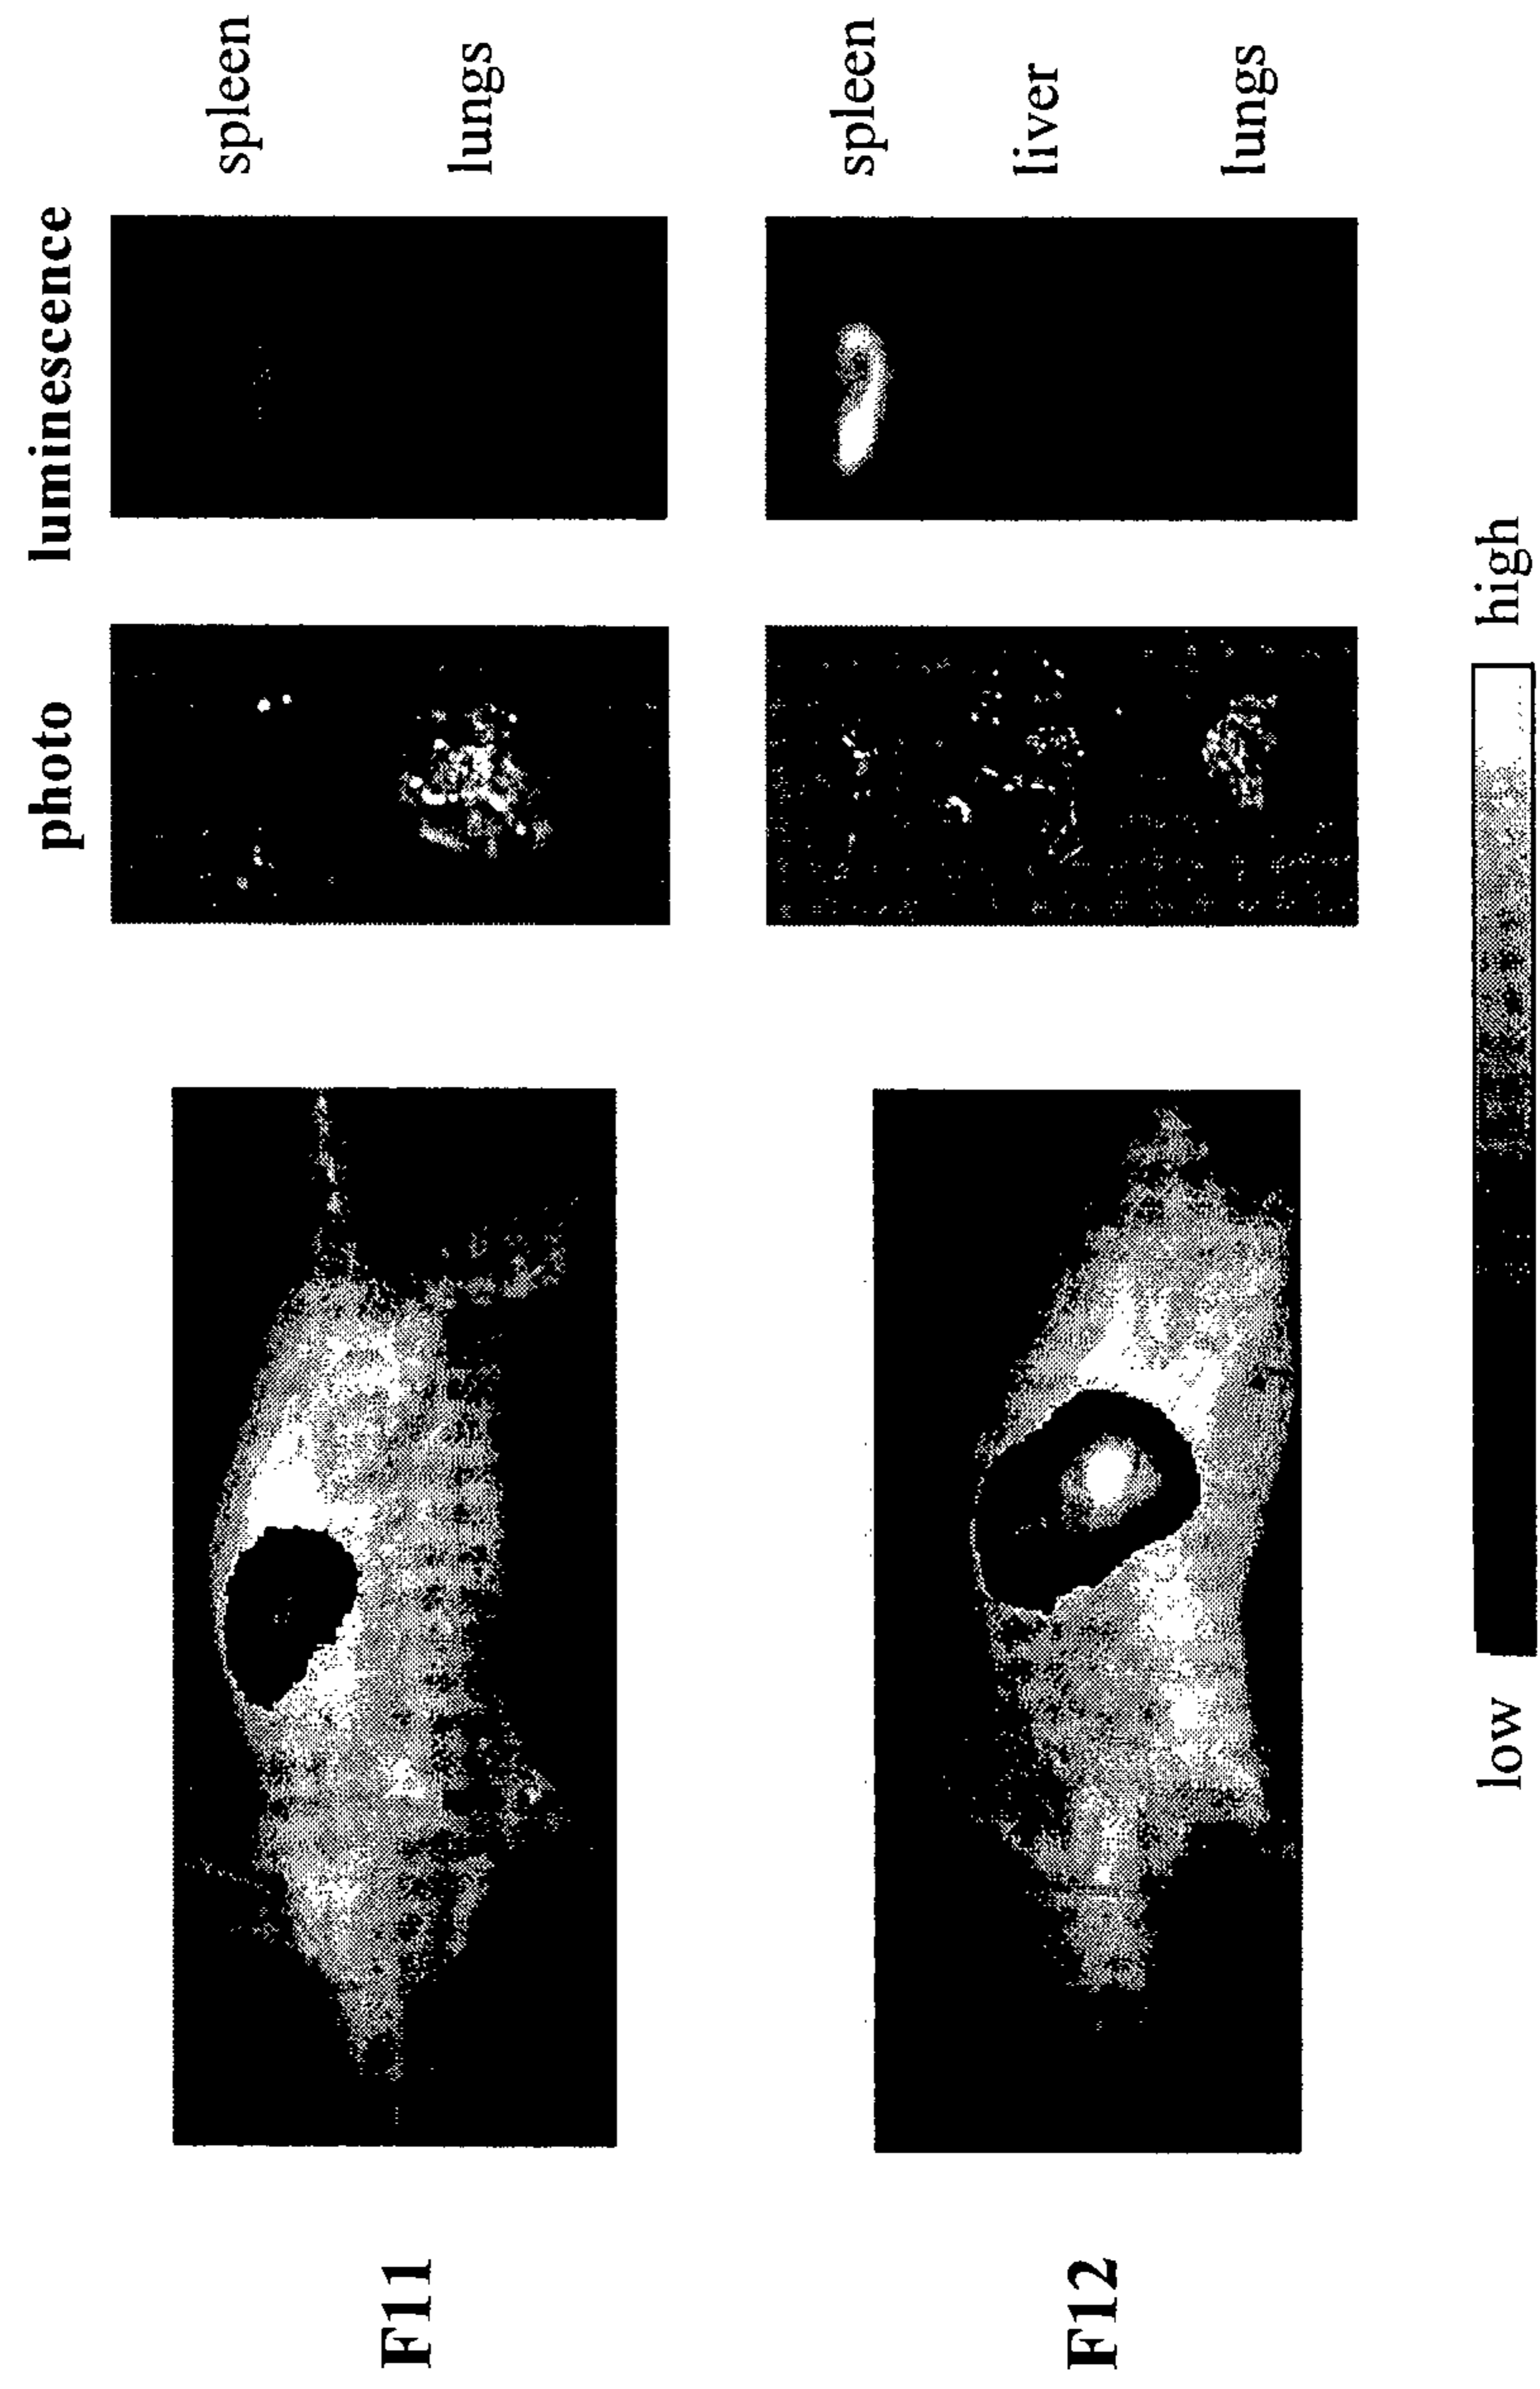 photo
luminescence
F11
spleen
lungs
F12
spleen
liver
lungs
low
high